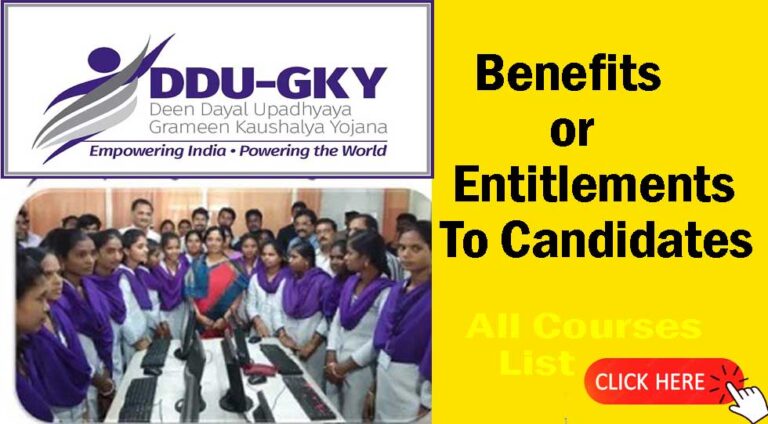 DDU-GKY
Deen Dayal Upadhyaya
Grameen Kaushalya Yojana
Empowering India • Powering the World
Benefits
or
Entitlements
To Candidates
All Courses
List
CLICK HERE